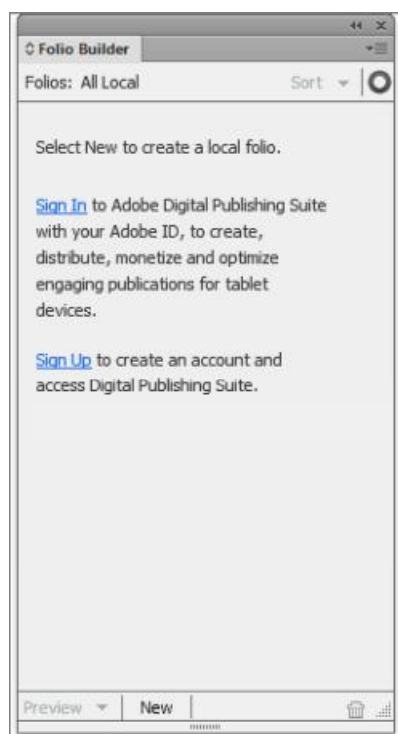 Folio Builder
Folios: All Local Sort
Select New to create a local folio.
Sign In to Adobe Digital Publishing Suite
with your Adobe ID, to create,
distribute, monetize and optimize
engaging publications for tablet
devices.
Sign Up to create an account and
access Digital Publishing Suite.
Preview New